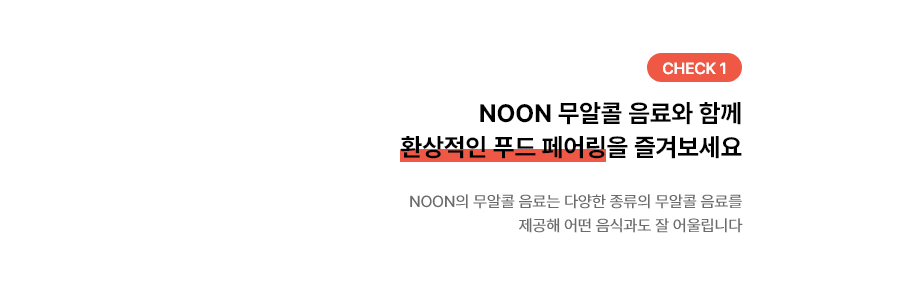 CHECK 1
NOON 무알콜 음료와 함께
환상적인 푸드 페어링을 즐겨보세요
NOON의 무알콜 음료는 다양한 종류의 무알콜 음료를
제공해 어떤 음식과도 잘 어울립니다